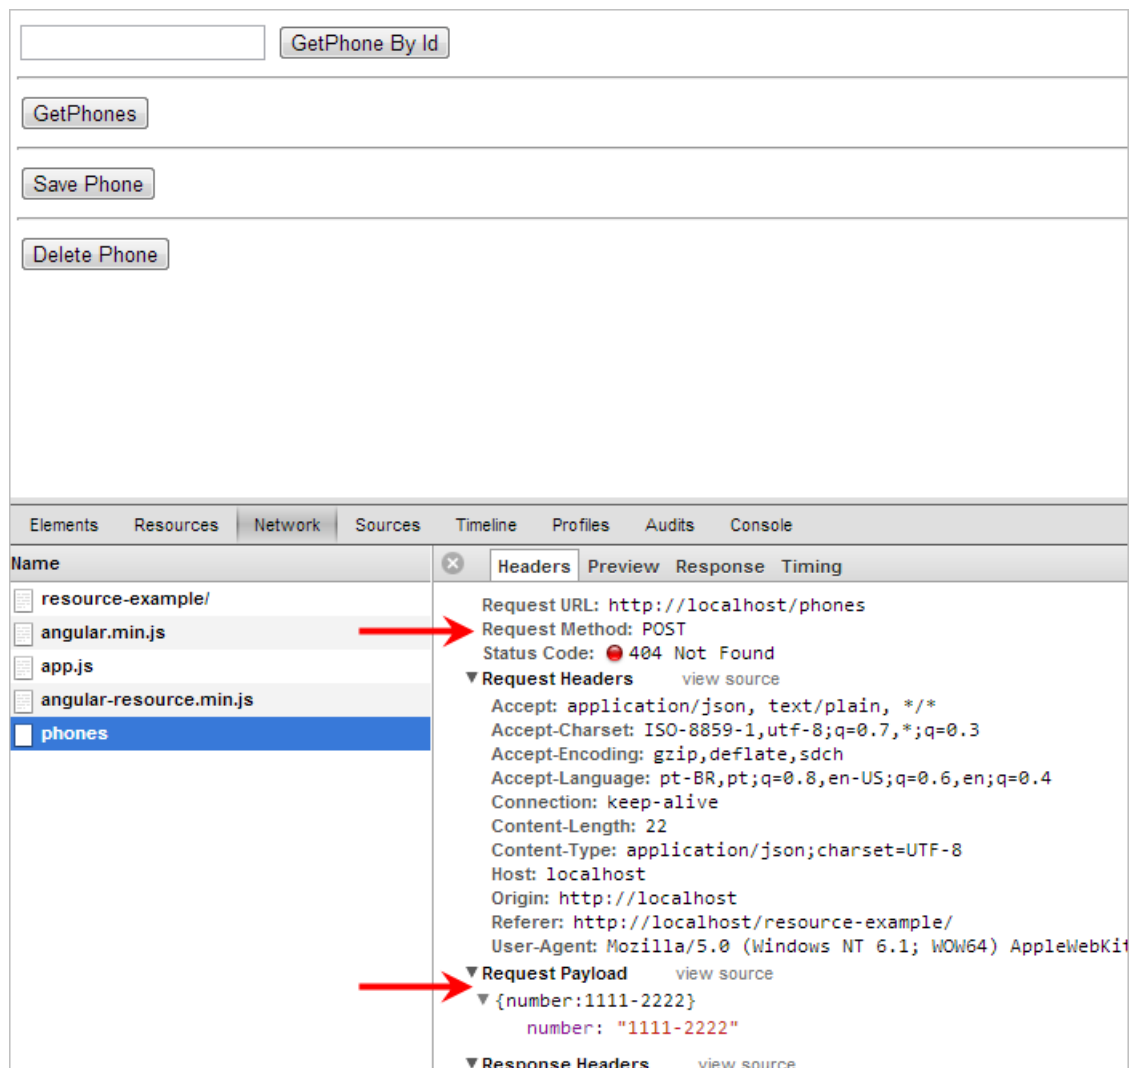 GetPhone By Id
GetPhones
Save Phone
Delete Phone
Elements Resources Network Sources Timeline Profiles Audits Console
Name
resource-example/
angular.min.js
app.js
angular-resource.min.js
phones
Headers Preview Response Timing
Request URL: http://localhost/phones
Request Method: POST
Status Code: 404 Not Found
Request Headers view source
Accept: application/json, text/plain, */*
Accept-Charset: ISO-8859-1,utf-8;q=0.7,*;q=0.3
Accept-Encoding: gzip,deflate,sdch
Accept-Language: pt-BR,pt;q=0.8,en-US;q=0.6,en;q=0.4
Connection: keep-alive
Content-Length: 22
Content-Type: application/json;charset=UTF-8
Host: localhost
Origin: http://localhost
Referer: http://localhost/resource-example/
User-Agent: Mozilla/5.0 (Windows NT 6.1; WOW64) AppleWebKit
Request Payload view source
{number:1111-2222}
number: "1111-2222"
Response Headers view source